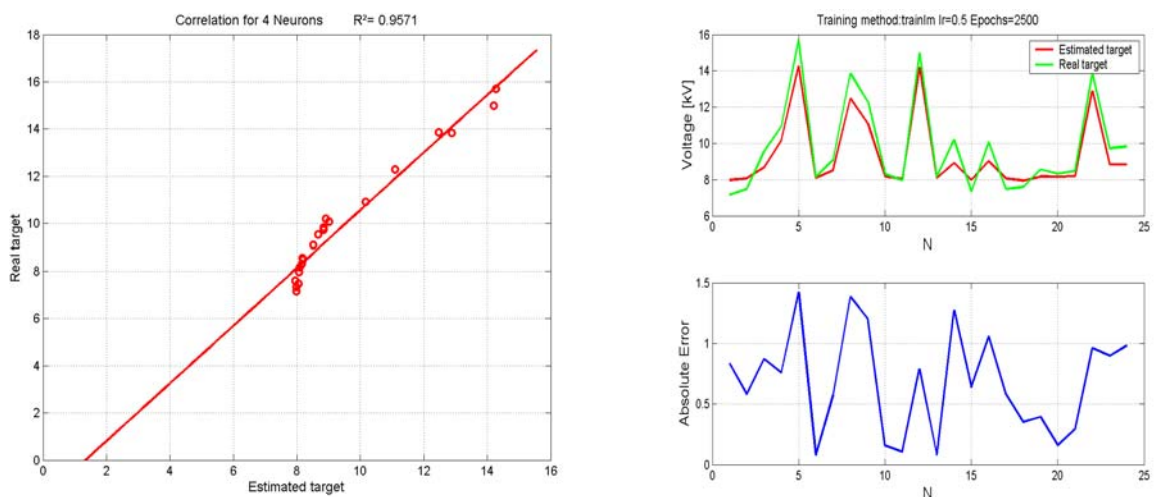 Correlation for 4 Neurons R²= 0.9571
18
16
14
12
10
8
6
4
2
0
Real target
0 2 4 6 8 10 12 14 16
Estimated target
Training method:trainlm lr=0.5 Epochs=2500
16
14
12
10
8
6
Voltage [kV]
Estimated target
Real target
0 5 10 15 20 25
N
1.5
1
0.5
0
Absolute Error
0 5 10 15 20 25
N